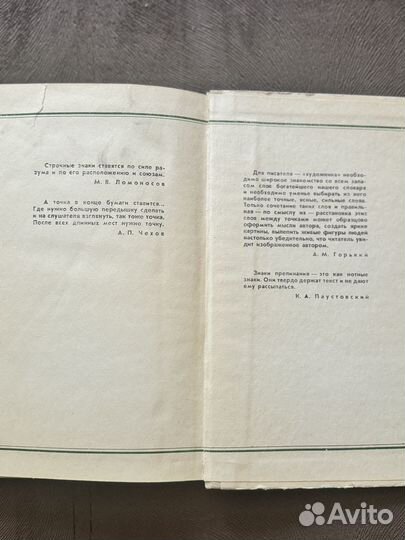 Строчные знаки ставятся по силе ра-
зума и по его расположению и союзам.
М. В. Ломоносов
А точка в конце бумаги ставится...
Где нужно большую передышку сделать
и на слушателя взглянуть, так тоже точка.
После всех длинных мест нужно точку.
А. П. Чехов
Для писателя — «художника» необхо-
димо широкое знакомство со всем запа-
сом слов богатейшего нашего словаря
и необходимо уменье выбирать из него
наиболее точные, ясные, сильные слова.
Только сочетание таких слов и правиль-
ная — по смыслу их — расстановка этих
слов между точками может образцово
оформить мысли автора, создать яркие
картины, вылепить живые фигуры людей
настолько убедительно, что читатель уви-
дит изображенное автором.
А. М. Горький
Знаки препинания — это как нотные
знаки. Они твердо держат текст и не дают
ему рассыпаться.
К. А. Паустовский
Avito